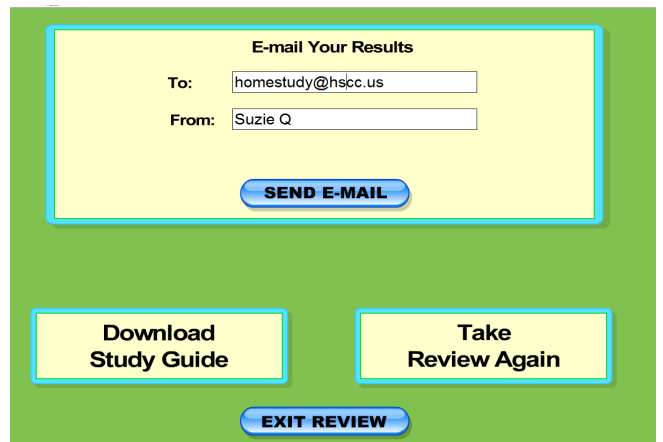 E-mail Your Results
To: homestudy@hscc.us
From: Suzie Q
SEND E-MAIL
Download
Study Guide
Take
Review Again
EXIT REVIEW